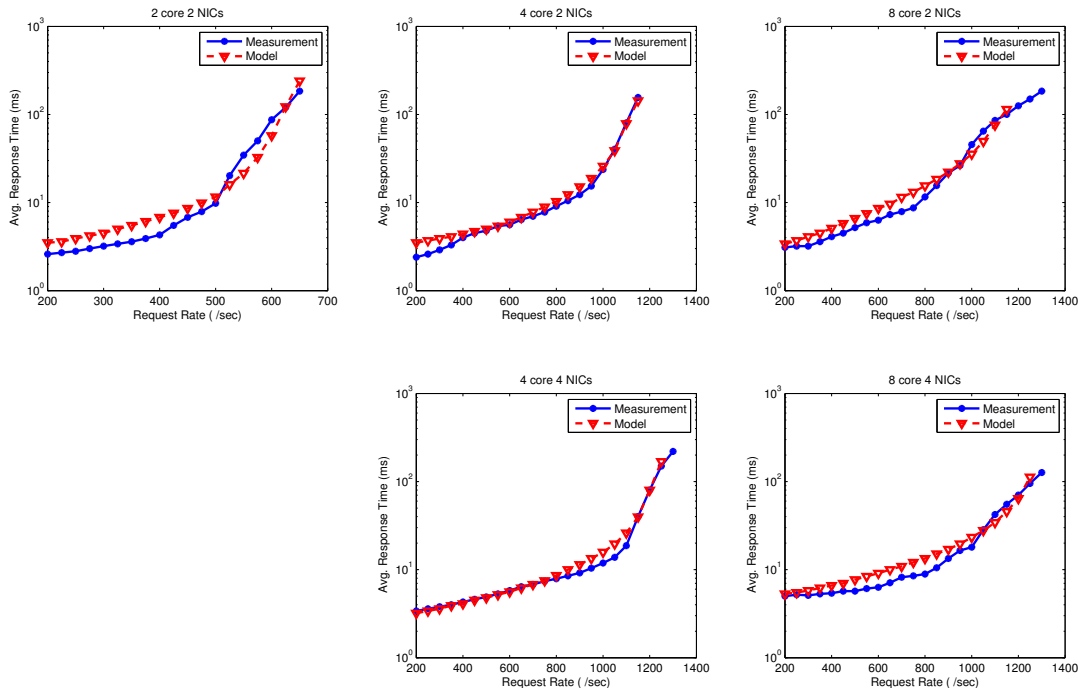 2 core 2 NICs
10^3
10^2
10^1
10^0
Avg. Response Time (ms)
Measurement
Model
200 300 400 500 600 700
Request Rate ( /sec)
4 core 2 NICs
10^3
10^2
10^1
10^0
Avg. Response Time (ms)
Measurement
Model
200 400 600 800 1000 1200 1400
Request Rate ( /sec)
8 core 2 NICs
10^3
10^2
10^1
10^0
Avg. Response Time (ms)
Measurement
Model
200 400 600 800 1000 1200 1400
Request Rate ( /sec)
4 core 4 NICs
10^3
10^2
10^1
10^0
Avg. Response Time (ms)
Measurement
Model
200 400 600 800 1000 1200 1400
Request Rate ( /sec)
8 core 4 NICs
10^3
10^2
10^1
10^0
Avg. Response Time (ms)
Measurement
Model
200 400 600 800 1000 1200 1400
Request Rate ( /sec)